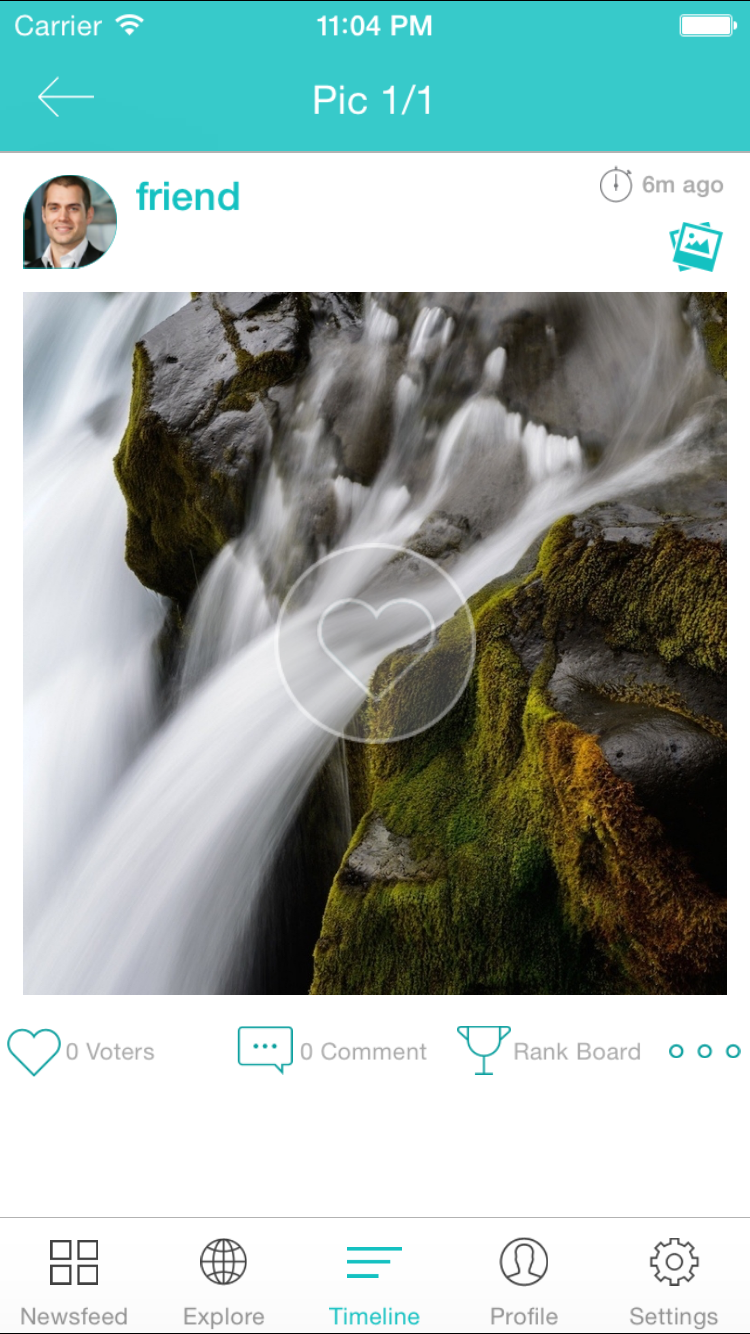 Carrier 11:04 PM
Pic 1/1
friend
6m ago
0 Voters 0 Comment Rank Board
Newsfeed Explore Timeline Profile Settings